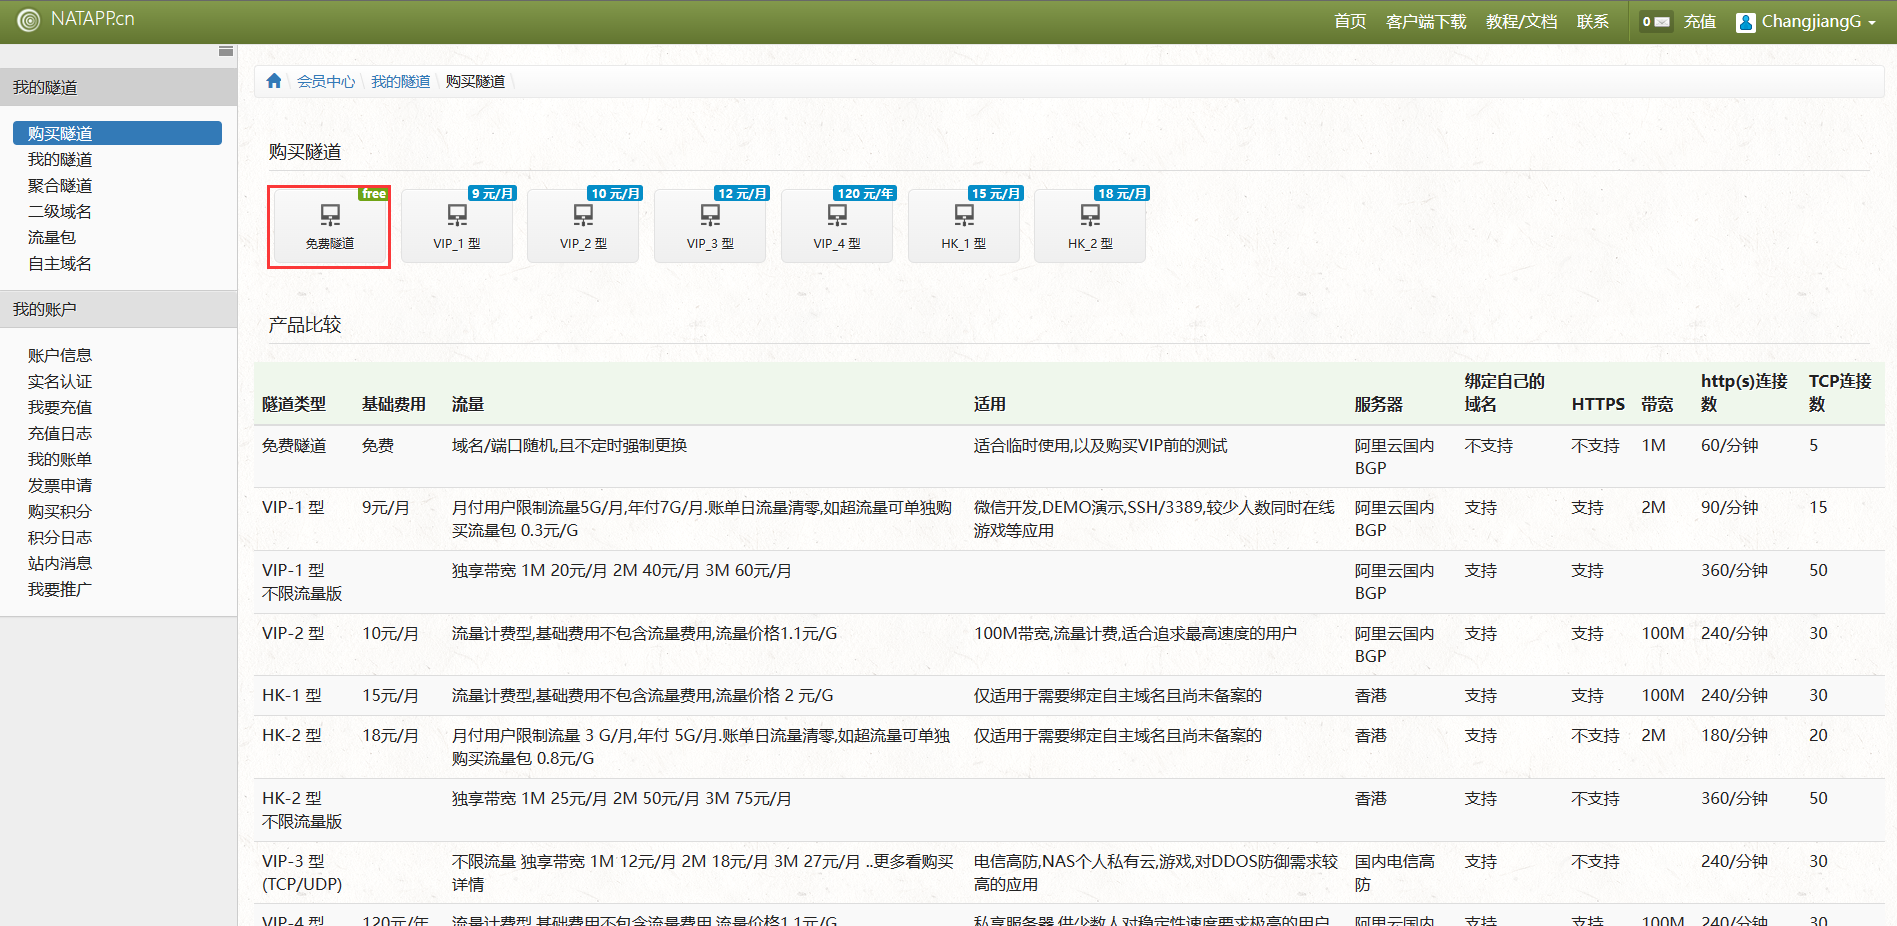 NATAPP.cn
首页 客户端下载 教程/文档 联系 0 充值 ChangjiangG
我的隧道
购买隧道
我的隧道
聚合隧道
二级域名
流量包
自主域名
我的账户
账户信息
实名认证
我要充值
充值日志
我的账单
发票申请
购买积分
积分日志
站内消息
我要推广
会员中心 我的隧道 购买隧道
购买隧道
free 9 元/月 10 元/月 12 元/月 120 元/年 15 元/月 18 元/月
免费隧道 VIP_1 型 VIP_2 型 VIP_3 型 VIP_4 型 HK_1 型 HK_2 型
产品比较
隧道类型 基础费用 流量 适用 服务器 绑定自己的域名 HTTPS 带宽 http(s)连接数 TCP连接数
免费隧道 免费 域名/端口随机,且不定时强制更换 适合临时使用,以及购买VIP前的测试 阿里云国内BGP 不支持 不支持 1M 60/分钟 5
VIP-1 型 9元/月 月付用户限制流量5G/月,年付7G/月.账单日流量清零,如超流量可单独购买流量包 0.3元/G 微信开发,DEMO演示,SSH/3389,较少人数同时在线游戏等应用 阿里云国内BGP 支持 支持 2M 90/分钟 15
VIP-1 型 不限流量版 独享带宽 1M 20元/月 2M 40元/月 3M 60元/月 阿里云国内BGP 支持 支持 360/分钟 50
VIP-2 型 10元/月 流量计费型,基础费用不包含流量费用,流量价格1.1元/G 100M带宽,流量计费,适合追求最高速度的用户 阿里云国内BGP 支持 支持 100M 240/分钟 30
HK-1 型 15元/月 流量计费型,基础费用不包含流量费用,流量价格 2 元/G 仅适用于需要绑定自主域名且尚未备案的 香港 支持 支持 100M 240/分钟 30
HK-2 型 18元/月 月付用户限制流量 3 G/月,年付 5G/月.账单日流量清零,如超流量可单独购买流量包 0.8元/G 仅适用于需要绑定自主域名且尚未备案的 香港 支持 不支持 2M 180/分钟 20
HK-2 型 不限流量版 独享带宽 1M 25元/月 2M 50元/月 3M 75元/月 香港 支持 不支持 360/分钟 50
VIP-3 型 (TCP/UDP) 不限流量 独享带宽 1M 12元/月 2M 18元/月 3M 27元/月 ..更多看购买详情 电信高防,NAS个人私有云,游戏,对DDOS防御需求较高的应用 国内电信高防 支持 不支持 240/分钟 30
VIP-4 型 120元/年 流量计费型,基础费用不包含流量费用,流量价格1.1元/G 私享服务器,供少数人对稳定性速度要求极高的用户 阿里云国内 支持 支持 100M 240/分钟 30